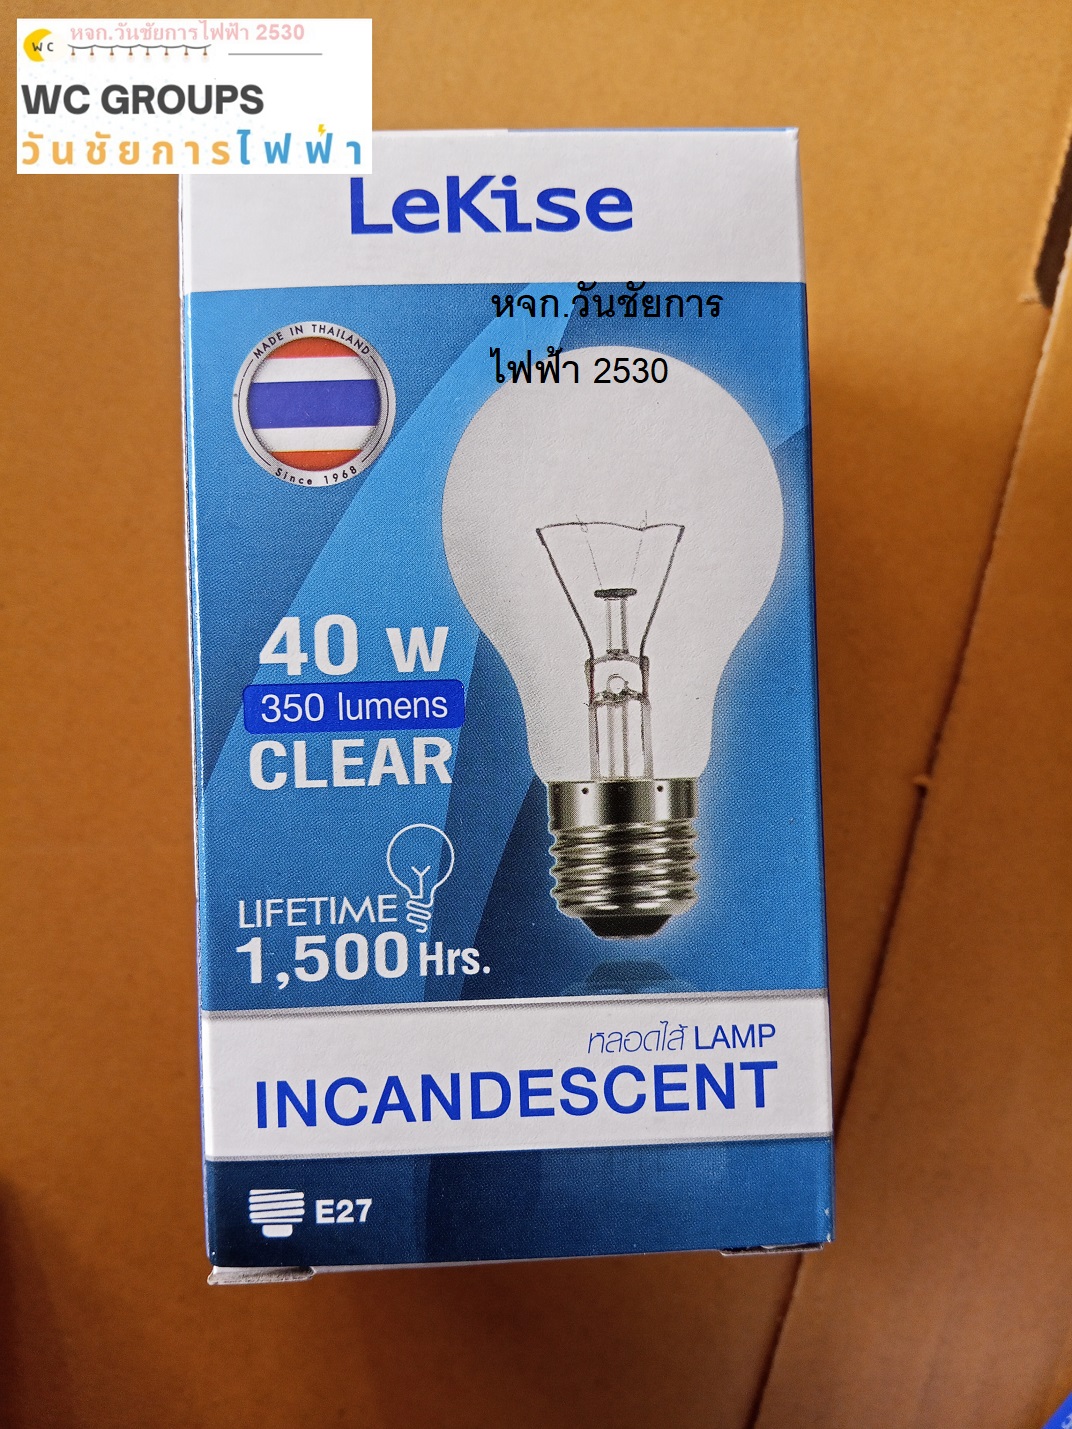 หจก.วันชัยการไฟฟ้า 2530
WC
WC GROUPS
วันชัยการไฟฟ้า
LeKise
หจก.วันชัยการ
ไฟฟ้า 2530
MADE IN THAILAND
Since 1968
40 W
350 lumens
CLEAR
LIFETIME
1,500 Hrs.
หลอดไส้ LAMP
INCANDESCENT
E27